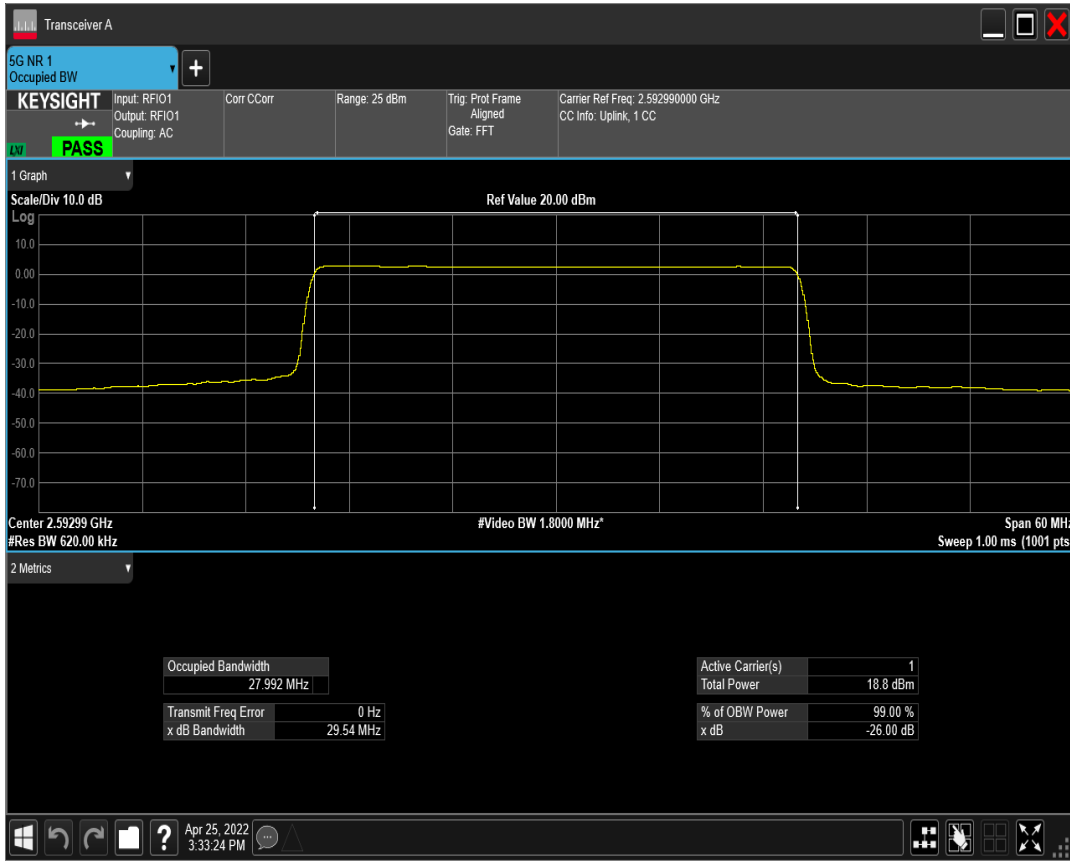 Transceiver A
5G NR 1
Occupied BW
KEYSIGHT
LXI
PASS
Input: RFIO1
Output: RFIO1
Coupling: AC
Corr CCorr
Range: 25 dBm
Trig: Prot Frame
Aligned
Gate: FFT
Carrier Ref Freq: 2.592990000 GHz
CC Info: Uplink, 1 CC
1 Graph
Scale/Div 10.0 dB
Ref Value 20.00 dBm
Log
10.0
0.00
-10.0
-20.0
-30.0
-40.0
-50.0
-60.0
-70.0
Center 2.59299 GHz
#Video BW 1.8000 MHz*
Span 60 MHz
#Res BW 620.00 kHz
Sweep 1.00 ms (1001 pts
2 Metrics
Occupied Bandwidth
27.992 MHz
Transmit Freq Error 0 Hz
x dB Bandwidth 29.54 MHz
Active Carrier(s) 1
Total Power 18.8 dBm
% of OBW Power 99.00 %
x dB -26.00 dB
?
Apr 25, 2022
3:33:24 PM